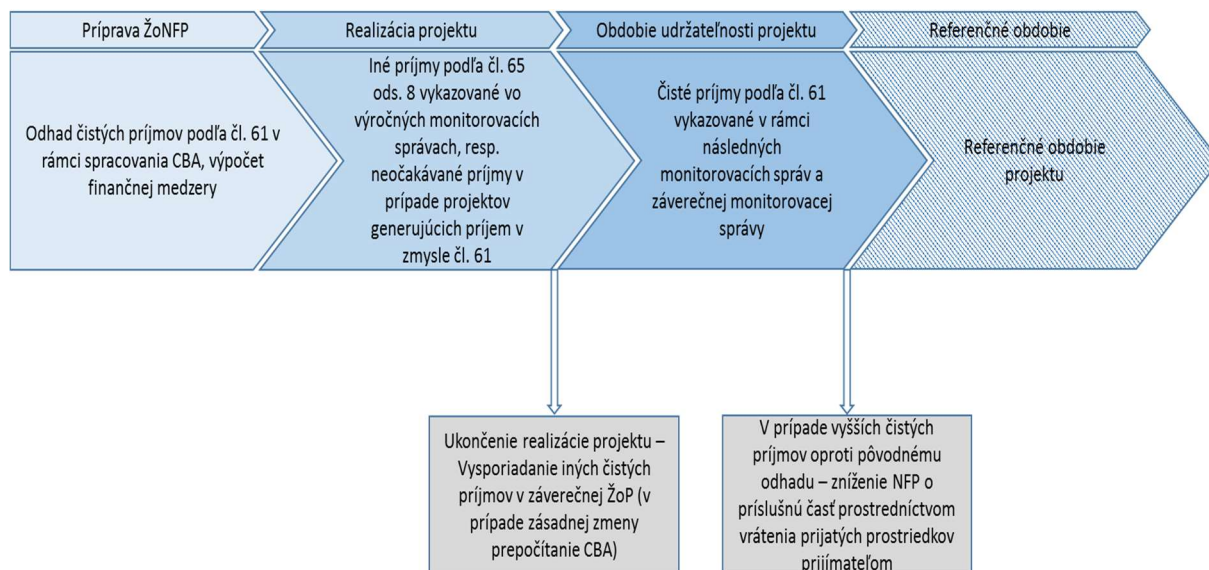 Príprava ŽoNFP
Realizácia projektu
Obdobie udržateľnosti projektu
Referenčné obdobie
Odhad čistých príjmov podľa čl. 61 v
rámci spracovania CBA, výpočet
finančnej medzery
Iné príjmy podľa čl. 65
ods. 8 vykazované vo
výročných monitorovacích
správach, resp.
neočakávané príjmy v
prípade projektov
generujúcich príjem v
zmysle čl. 61
Čisté príjmy podľa čl. 61
vykazované v rámci
následných
monitorovacích správ a
záverečnej monitorovacej
správy
Referenčné obdobie
projektu
Ukončenie realizácie projektu –
Vysporiadanie iných čistých
príjmov v záverečnej ŽoP (v
prípade zásadnej zmeny
prepočítanie CBA)
V prípade vyšších čistých
príjmov oproti pôvodnému
odhadu – zníženie NFP o
príslušnú časť prostredníctvom
vrátenia prijatých prostriedkov
prijímateľom